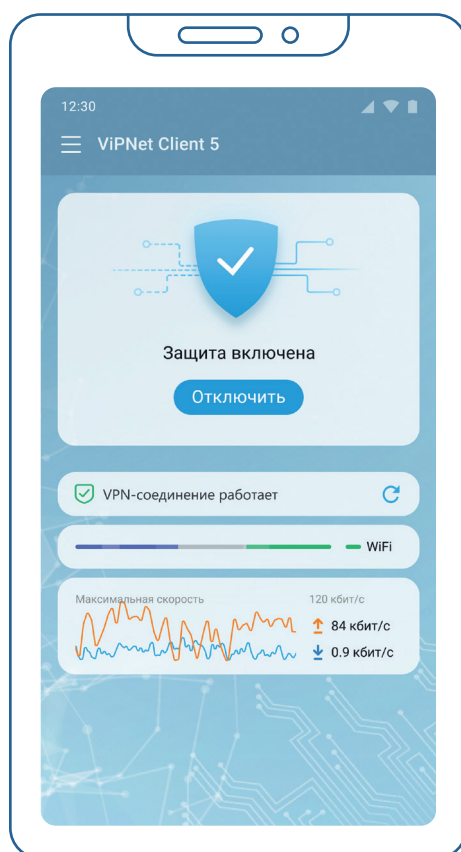 12:30
ViPNet Client 5
Защита включена
Отключить
VPN-соединение работает
WiFi
Максимальная скорость 120 кбит/с
84 кбит/с
0.9 кбит/с